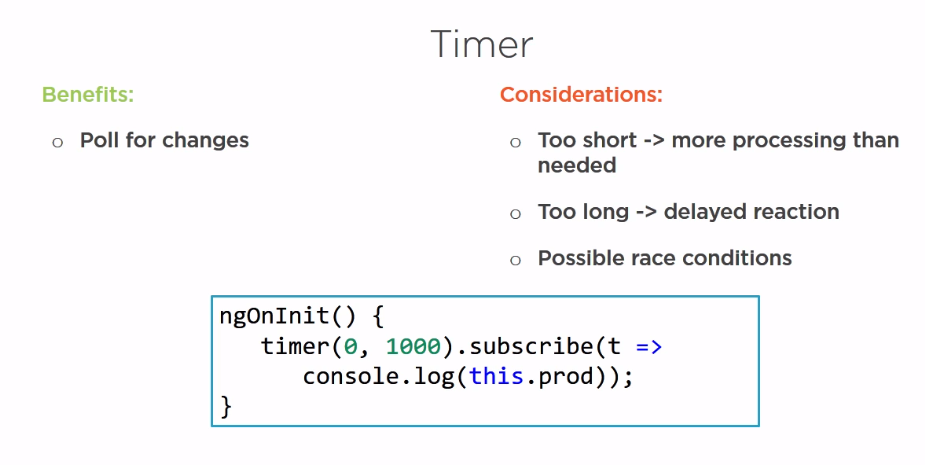 Timer
Benefits:
o Poll for changes
Considerations:
o Too short -> more processing than
needed
o Too long -> delayed reaction
o Possible race conditions
ngOnInit() {
   timer(0, 1000).subscribe(t =>
      console.log(this.prod));
}